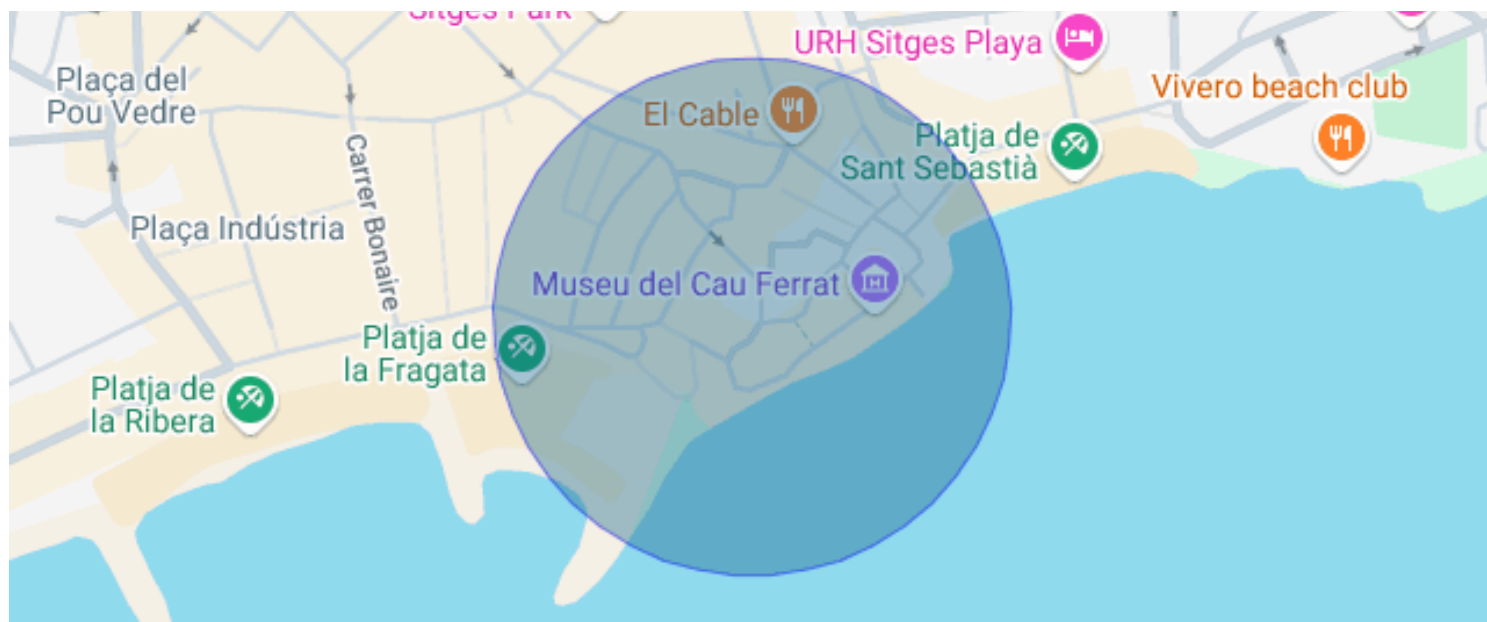 Sitges Park
URH Sitges Playa
Plaça del
Pou Vedre
El Cable
Vivero beach club
Platja de
Sant Sebastià
Carrer Bonaire
Plaça Indústria
Museu del Cau Ferrat
Platja de
la Fragata
Platja de
la Ribera